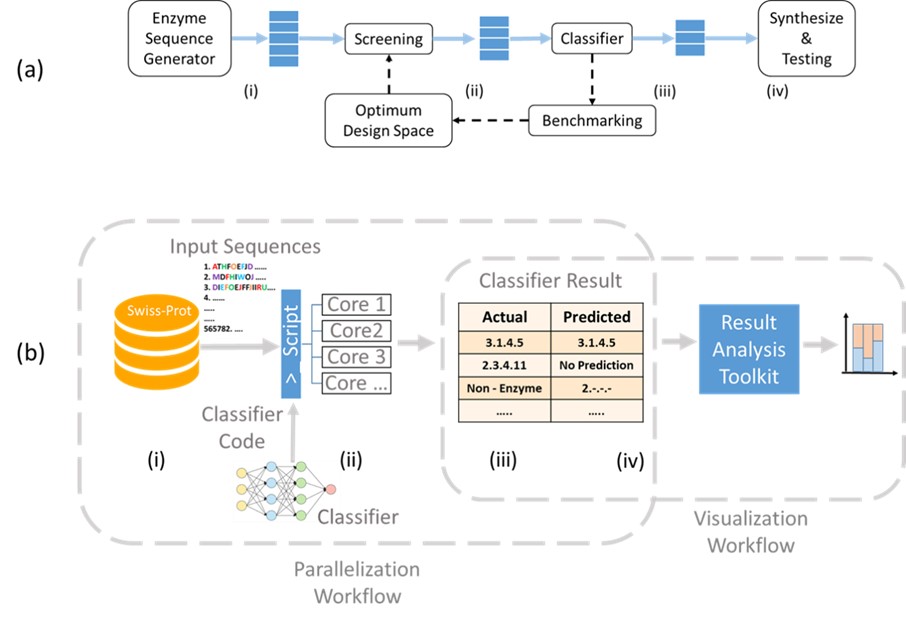 (a)
Enzyme
Sequence
Generator
Screening
Classifier
Synthesize
&
Testing
(i)
(ii)
(iii)
(iv)
Optimum
Design Space
Benchmarking
(b)
Input Sequences
1. ATHFOEFJD ......
2. MDFHIWOJ .....
3. DIEFOEJFFIIIRU....
4. ......
.....
.....
565782. ....
Swiss-Prot
> Script
Core 1
Core2
Core 3
Core ...
Classifier
Code
(i)
(ii)
Classifier
Classifier Result
Actual Predicted
3.1.4.5 3.1.4.5
2.3.4.11 No Prediction
Non - Enzyme 2.-.-.-
..... .....
(iii)
(iv)
Result
Analysis
Toolkit
Parallelization
Workflow
Visualization
Workflow